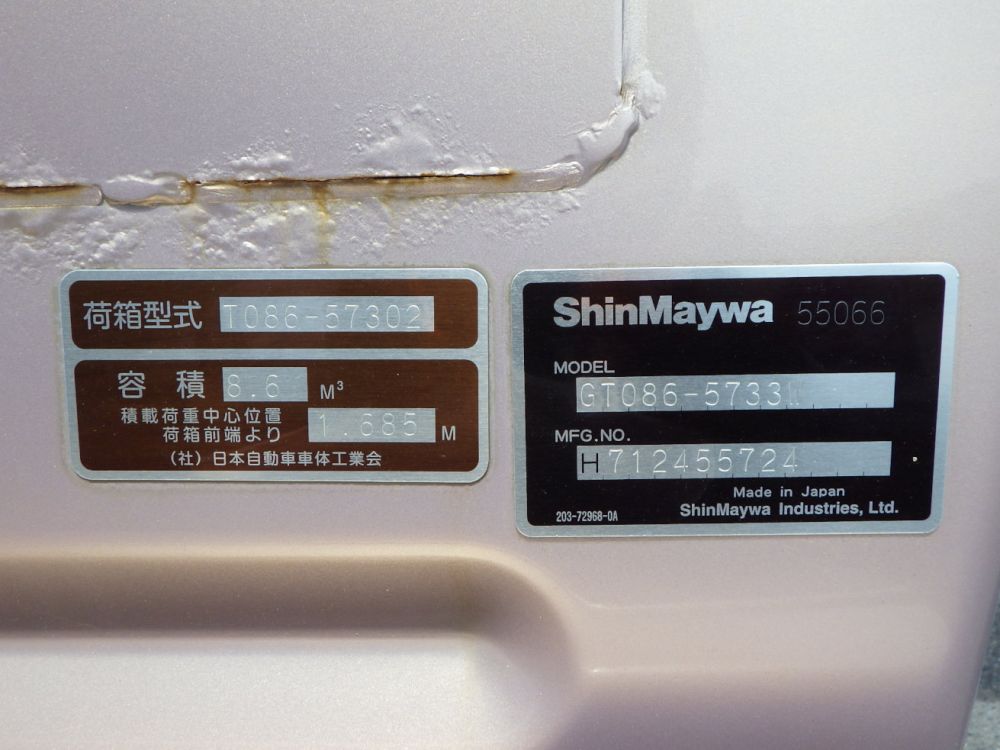 荷箱型式 T086-57302
容積 8.6 M³
積載荷重中心位置
荷箱前端より 1.685 M
(社)日本自動車車体工業会
ShinMaywa 55066
MODEL
GT086-5733W
MFG.NO.
H712455724
Made in Japan
203-72968-0A ShinMaywa Industries, Ltd.